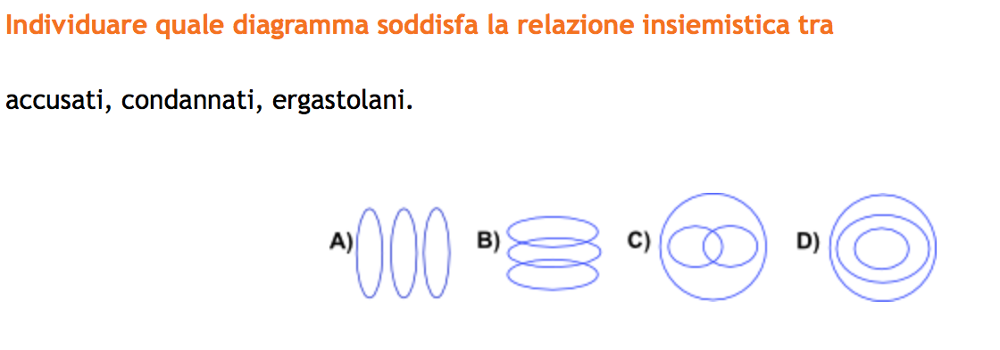 Individuare quale diagramma soddisfa la relazione insiemistica tra
accusati, condannati, ergastolani.
A) B) C) D)